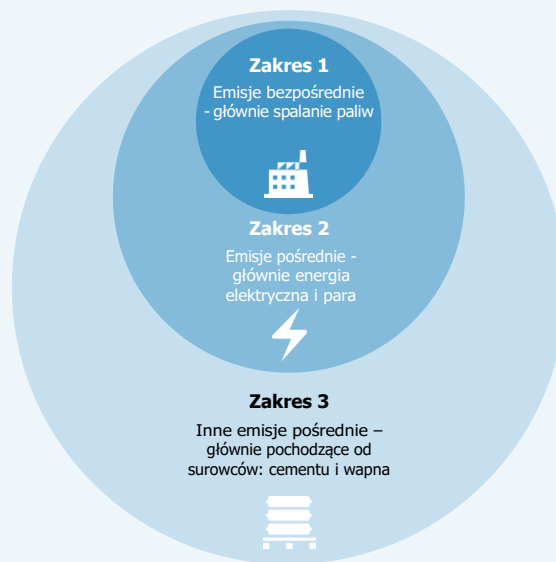 Zakres 1
Emisje bezpośrednie
- głównie spalanie paliw
Zakres 2
Emisje pośrednie -
głównie energia
elektryczna i para
Zakres 3
Inne emisje pośrednie –
głównie pochodzące od
surowców: cementu i wapna